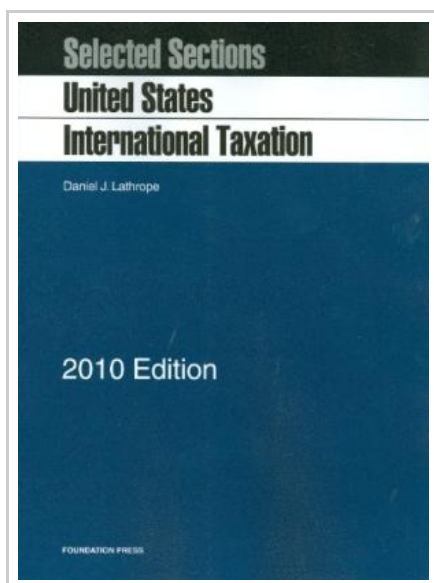 Selected Sections
United States
International Taxation
Daniel J. Lathrope
2010 Edition
FOUNDATION PRESS